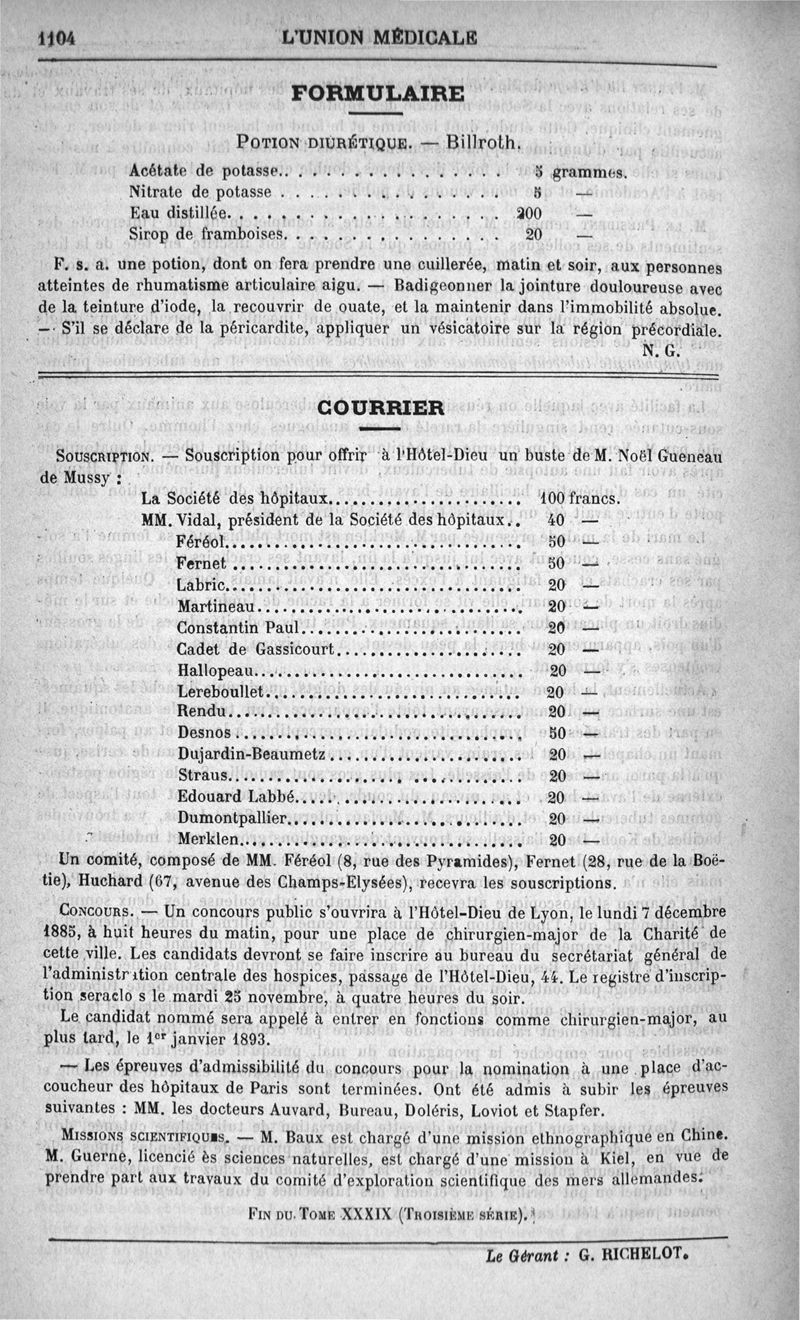 1104 L'UNION MÉDICALE
FORMULAIRE
POTION DIURÉTIQUE. — Billroth.
Acétate de potasse. . . . . . . . . . . . . . . . 5 grammes.
Nitrate de potasse . . . . . . . . . . . . . . . 5 —
Eau distillée. . . . . . . . . . . . . . . . . . . 200 —
Sirop de framboises. . . . . . . . . . . . . . . 20 —
F. s. a. une potion, dont on fera prendre une cuillerée, matin et soir, aux personnes
atteintes de rhumatisme articulaire aigu. — Badigeonner la jointure douloureuse avec
de la teinture d'iode, la recouvrir de ouate, et la maintenir dans l'immobilité absolue.
— S'il se déclare de la péricardite, appliquer un vésicatoire sur la région précordiale.
N. G.
COURRIER
SOUSCRIPTION. — Souscription pour offrir à l'Hôtel-Dieu un buste de M. Noël Gueneau
de Mussy :
La Société des hôpitaux....................... 100 francs.
MM. Vidal, président de la Société des hôpitaux.. 40 —
Féréol.................................... 50 —
Fernet ................................... 50 —
Labric.................................... 20 —
Martineau................................. 20 —
Constantin Paul........................... 20 —
Cadet de Gassicourt....................... 20 —
Hallopeau................................. 20 —
Lereboullet............................... 20 —
Rendu..................................... 20 —
Desnos ................................... 50 —
Dujardin-Beaumetz ........................ 20 —
Straus.................................... 20 —
Edouard Labbé............................. 20 —
Dumontpallier............................. 20 —
Merklen................................... 20 —
Un comité, composé de MM. Féréol (8, rue des Pyramides), Fernet (28, rue de la Boë-
tie), Huchard (67, avenue des Champs-Elysées), recevra les souscriptions.
CONCOURS. — Un concours public s'ouvrira à l'Hôtel-Dieu de Lyon, le lundi 7 décembre
1885, à huit heures du matin, pour une place de chirurgien-major de la Charité de
cette ville. Les candidats devront se faire inscrire au bureau du secrétariat général de
l'administr ition centrale des hospices, passage de l'Hôtel-Dieu, 44. Le registre d'inscrip-
tion seraclo s le mardi 25 novembre, à quatre heures du soir.
Le candidat nommé sera appelé à entrer en fonctions comme chirurgien-major, au
plus tard, le 1er janvier 1893.
— Les épreuves d'admissibilité du concours pour la nomination à une place d'ac-
coucheur des hôpitaux de Paris sont terminées. Ont été admis à subir les épreuves
suivantes : MM. les docteurs Auvard, Bureau, Doléris, Loviot et Stapfer.
MISSIONS SCIENTIFIQUES. — M. Baux est chargé d'une mission ethnographique en Chine.
M. Guerne, licencié ès sciences naturelles, est chargé d'une mission à Kiel, en vue de
prendre part aux travaux du comité d'exploration scientifique des mers allemandes.
FIN DU TOME XXXIX (TROISIÈME SÉRIE).
Le Gérant : G. RICHELOT.